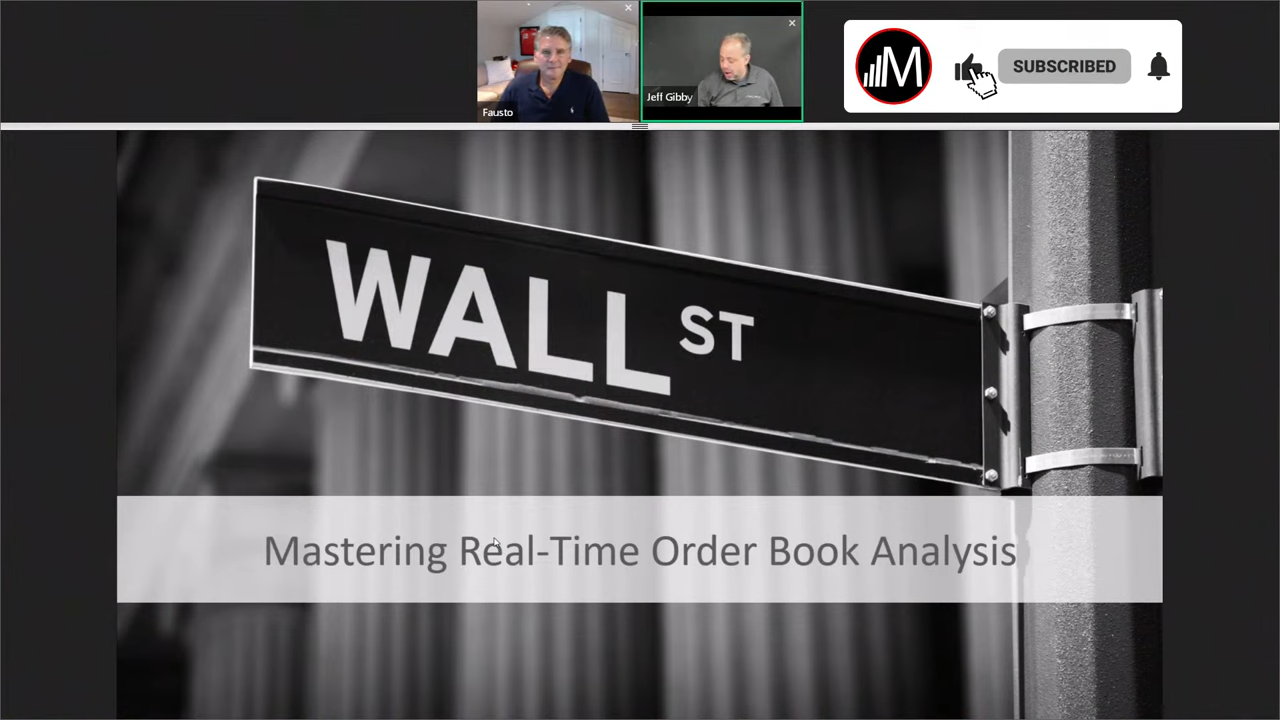 Fausto
Jeff Gibby
M
SUBSCRIBED
WALL ST
Mastering Real-Time Order Book Analysis